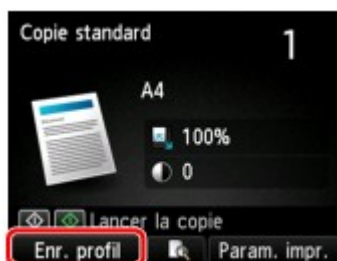 Copie standard
1
A4
100%
0
Lancer la copie
Enr. profil
Param. impr.